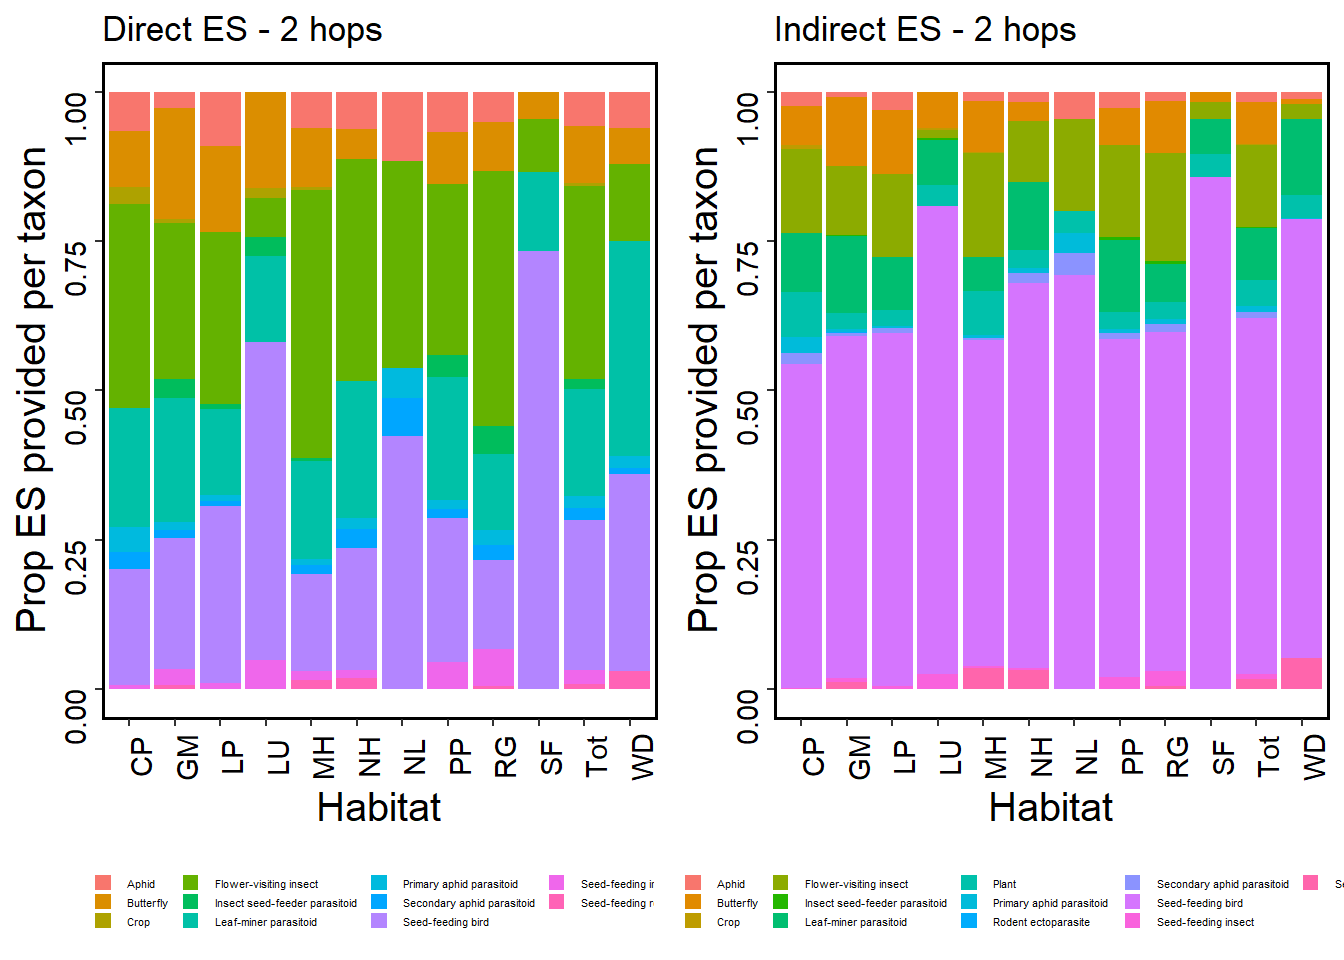 Direct ES - 2 hops
Prop ES provided per taxon
1.00
0.75
0.50
0.25
0.00
CP GM LP LU MH NH NL PP RG SF Tot WD
Habitat
Aphid Flower-visiting insect Primary aphid parasitoid Seed-feeding
Butterfly Insect seed-feeder parasitoid Secondary aphid parasitoid Seed-feeding
Crop Leaf-miner parasitoid Seed-feeding bird
Indirect ES - 2 hops
Prop ES provided per taxon
1.00
0.75
0.50
0.25
0.00
CP GM LP LU MH NH NL PP RG SF Tot WD
Habitat
Aphid Flower-visiting insect Plant Secondary aphid parasitoid
Butterfly Insect seed-feeder parasitoid Primary aphid parasitoid Seed-feeding bird
Crop Leaf-miner parasitoid Rodent ectoparasite Seed-feeding insect